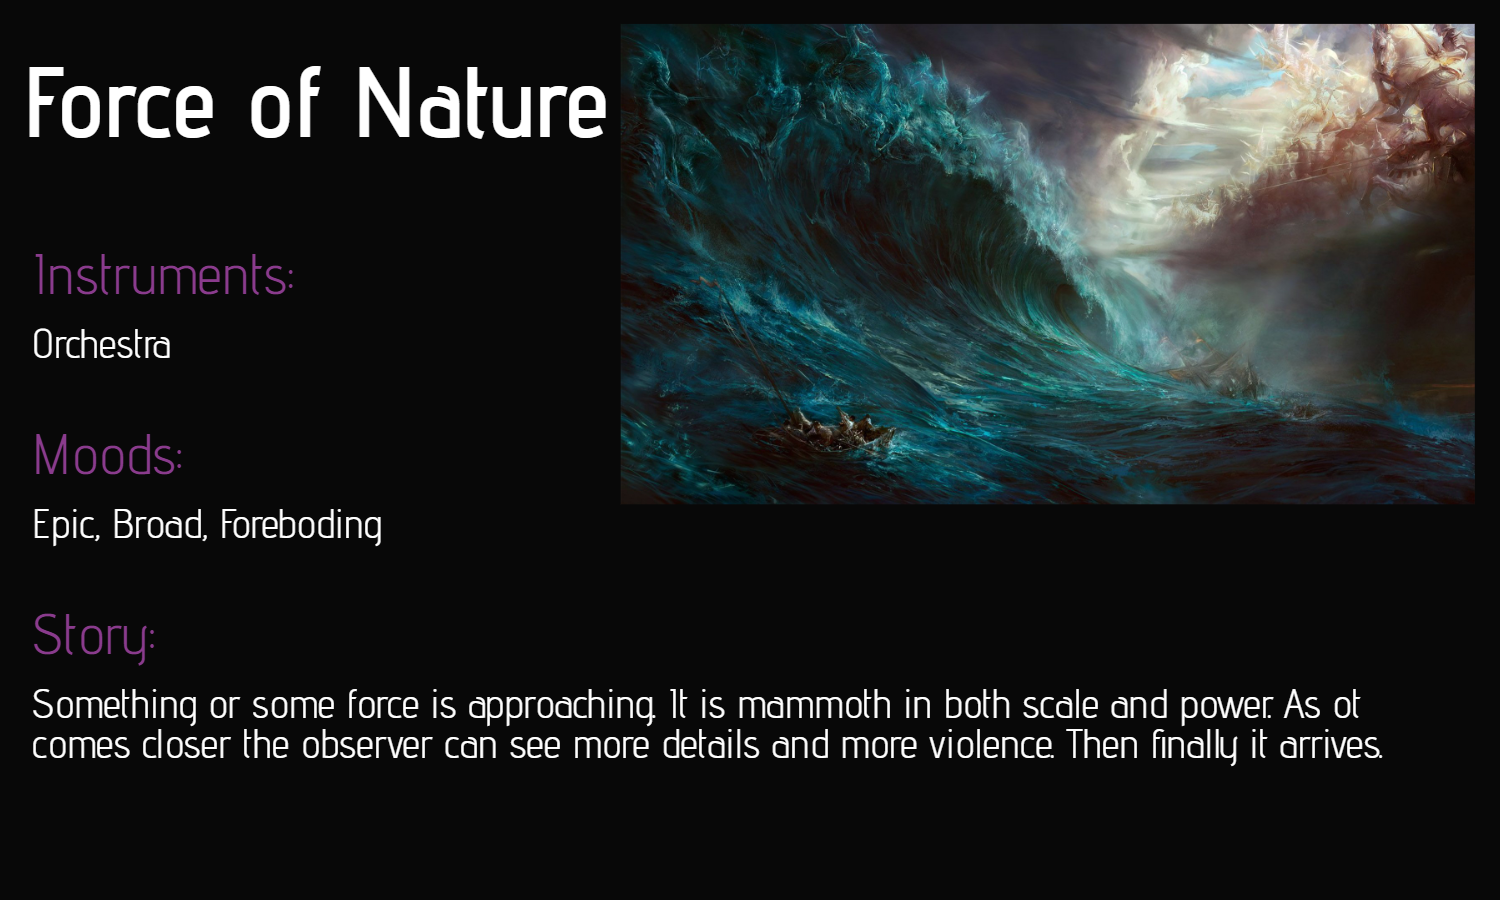 Force of Nature
Instruments:
Orchestra
Moods:
Epic, Broad, Foreboding
Story:
Something or some force is approaching. It is mammoth in both scale and power. As ot
comes closer the observer can see more details and more violence. Then finally it arrives.